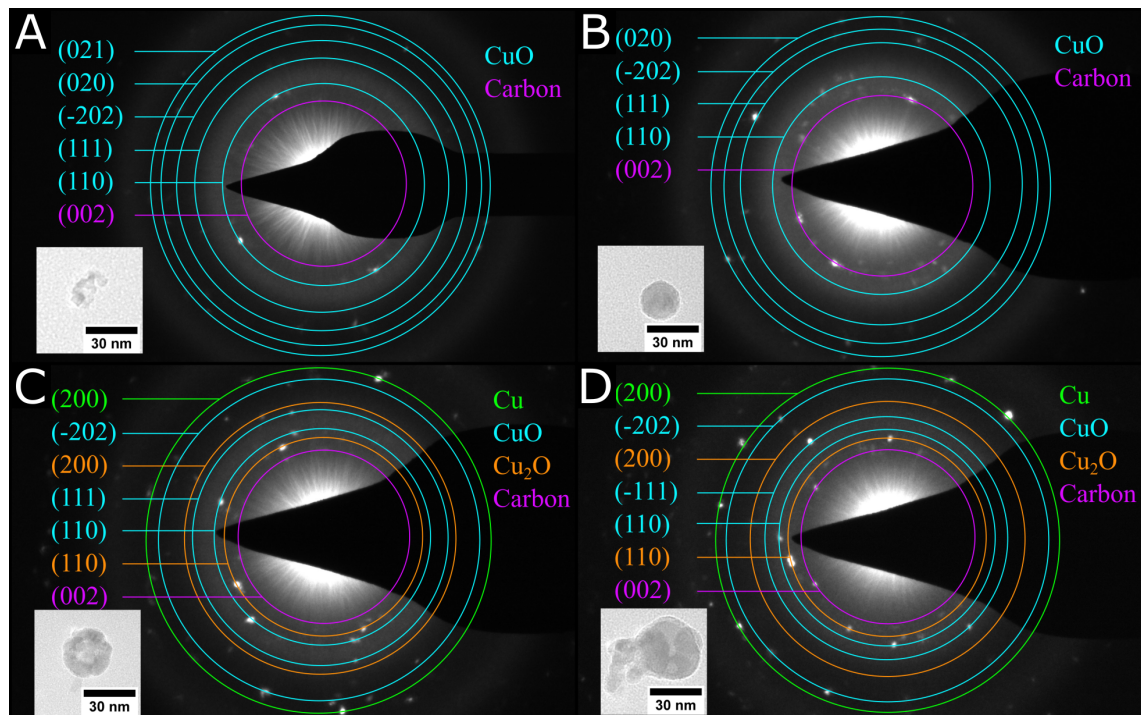 A
(021)
(020)
(-202)
(111)
(110)
(002)
CuO
Carbon
30 nm
B
(020)
(-202)
(111)
(110)
(002)
CuO
Carbon
30 nm
C
(200)
(-202)
(200)
(111)
(110)
(110)
(002)
Cu
CuO
Cu₂O
Carbon
30 nm
D
(200)
(-202)
(200)
(-111)
(110)
(110)
(002)
Cu
CuO
Cu₂O
Carbon
30 nm